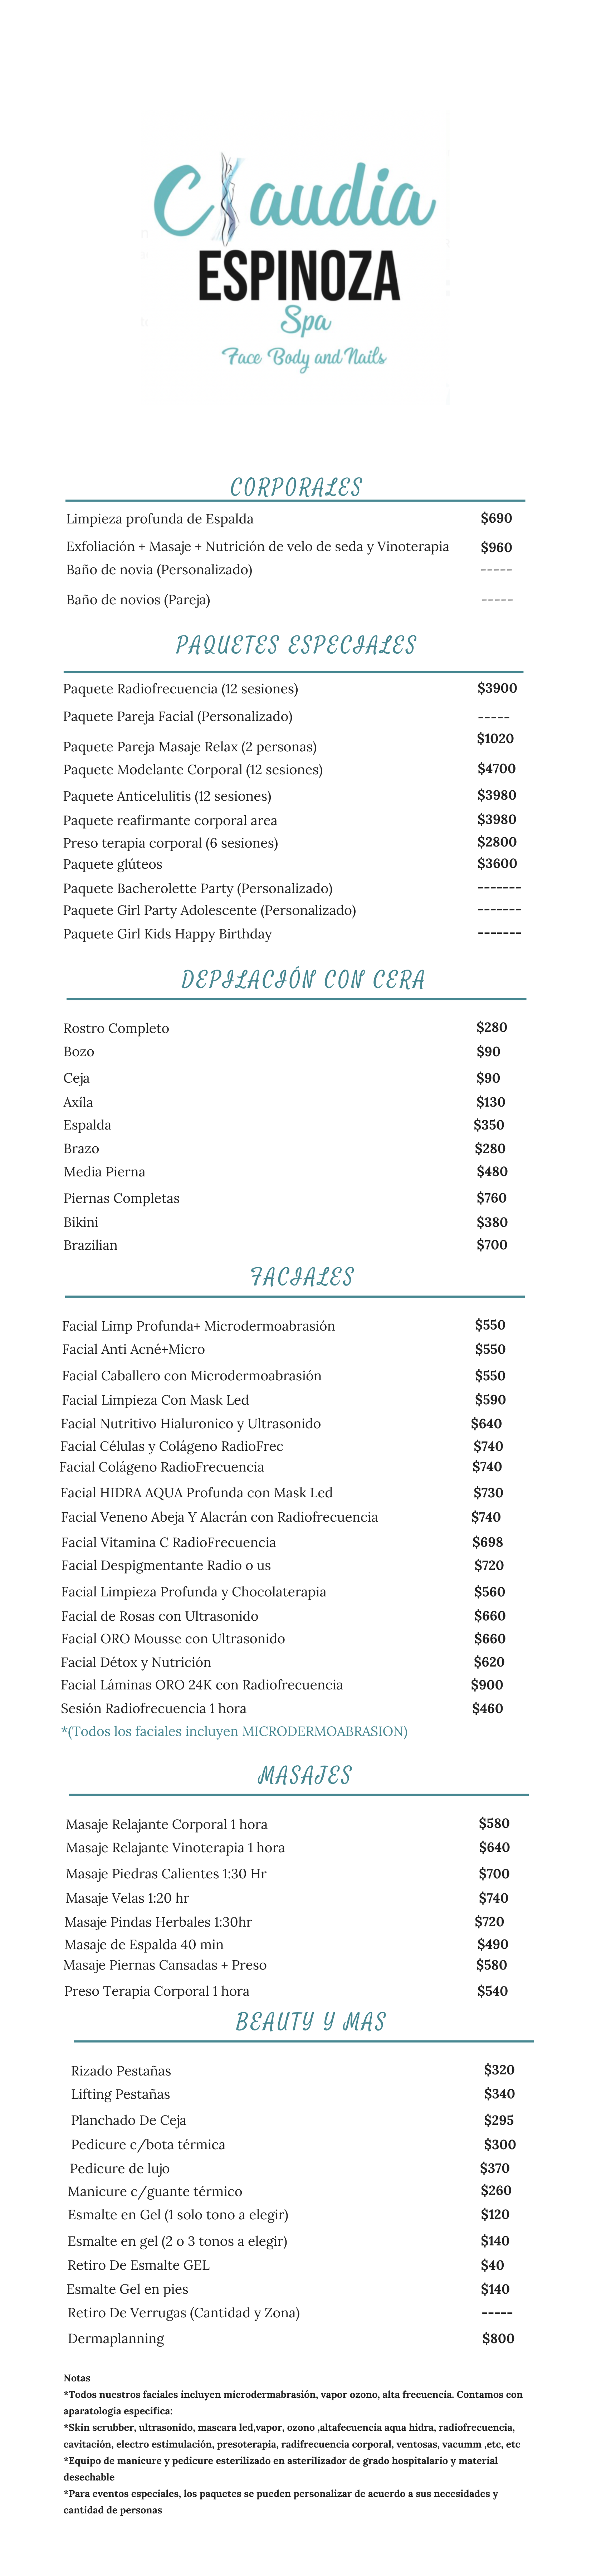 Claudia
ESPINOZA
Spa
Face Body and Nails
CORPORALES
Limpieza profunda de Espalda $690
Exfoliación + Masaje + Nutrición de velo de seda y Vinoterapia $960
Baño de novia (Personalizado) -----
Baño de novios (Pareja) -----
PAQUETES ESPECIALES
Paquete Radiofrecuencia (12 sesiones) $3900
Paquete Pareja Facial (Personalizado) -----
Paquete Pareja Masaje Relax (2 personas) $1020
Paquete Modelante Corporal (12 sesiones) $4700
Paquete Anticelulitis (12 sesiones) $3980
Paquete reafirmante corporal area $3980
Preso terapia corporal (6 sesiones) $2800
Paquete glúteos $3600
Paquete Bacherolette Party (Personalizado) -------
Paquete Girl Party Adolescente (Personalizado) -------
Paquete Girl Kids Happy Birthday -------
DEPILACIÓN CON CERA
Rostro Completo $280
Bozo $90
Ceja $90
Axíla $130
Espalda $350
Brazo $280
Media Pierna $480
Piernas Completas $760
Bikini $380
Brazilian $700
FACIALES
Facial Limp Profunda+ Microdermoabrasión $550
Facial Anti Acné+Micro $550
Facial Caballero con Microdermoabrasión $550
Facial Limpieza Con Mask Led $590
Facial Nutritivo Hialuronico y Ultrasonido $640
Facial Células y Colágeno RadioFrec $740
Facial Colágeno RadioFrecuencia $740
Facial HIDRA AQUA Profunda con Mask Led $730
Facial Veneno Abeja Y Alacrán con Radiofrecuencia $740
Facial Vitamina C RadioFrecuencia $698
Facial Despigmentante Radio o us $720
Facial Limpieza Profunda y Chocolaterapia $560
Facial de Rosas con Ultrasonido $660
Facial ORO Mousse con Ultrasonido $660
Facial Détox y Nutrición $620
Facial Láminas ORO 24K con Radiofrecuencia $900
Sesión Radiofrecuencia 1 hora $460
*(Todos los faciales incluyen MICRODERMOABRASION)
MASAJES
Masaje Relajante Corporal 1 hora $580
Masaje Relajante Vinoterapia 1 hora $640
Masaje Piedras Calientes 1:30 Hr $700
Masaje Velas 1:20 hr $740
Masaje Pindas Herbales 1:30hr $720
Masaje de Espalda 40 min $490
Masaje Piernas Cansadas + Preso $580
Preso Terapia Corporal 1 hora $540
BEAUTY Y MAS
Rizado Pestañas $320
Lifting Pestañas $340
Planchado De Ceja $295
Pedicure c/bota térmica $300
Pedicure de lujo $370
Manicure c/guante térmico $260
Esmalte en Gel (1 solo tono a elegir) $120
Esmalte en gel (2 o 3 tonos a elegir) $140
Retiro De Esmalte GEL $40
Esmalte Gel en pies $140
Retiro De Verrugas (Cantidad y Zona) -----
Dermaplanning $800
Notas
*Todos nuestros faciales incluyen microdermabrasión, vapor ozono, alta frecuencia. Contamos con
aparatología específica:
*Skin scrubber, ultrasonido, mascara led,vapor, ozono ,altafecuencia aqua hidra, radiofrecuencia,
cavitación, electro estimulación, presoterapia, radifrecuencia corporal, ventosas, vacumm ,etc, etc
*Equipo de manicure y pedicure esterilizado en asterilizador de grado hospitalario y material
desechable
*Para eventos especiales, los paquetes se pueden personalizar de acuerdo a sus necesidades y
cantidad de personas